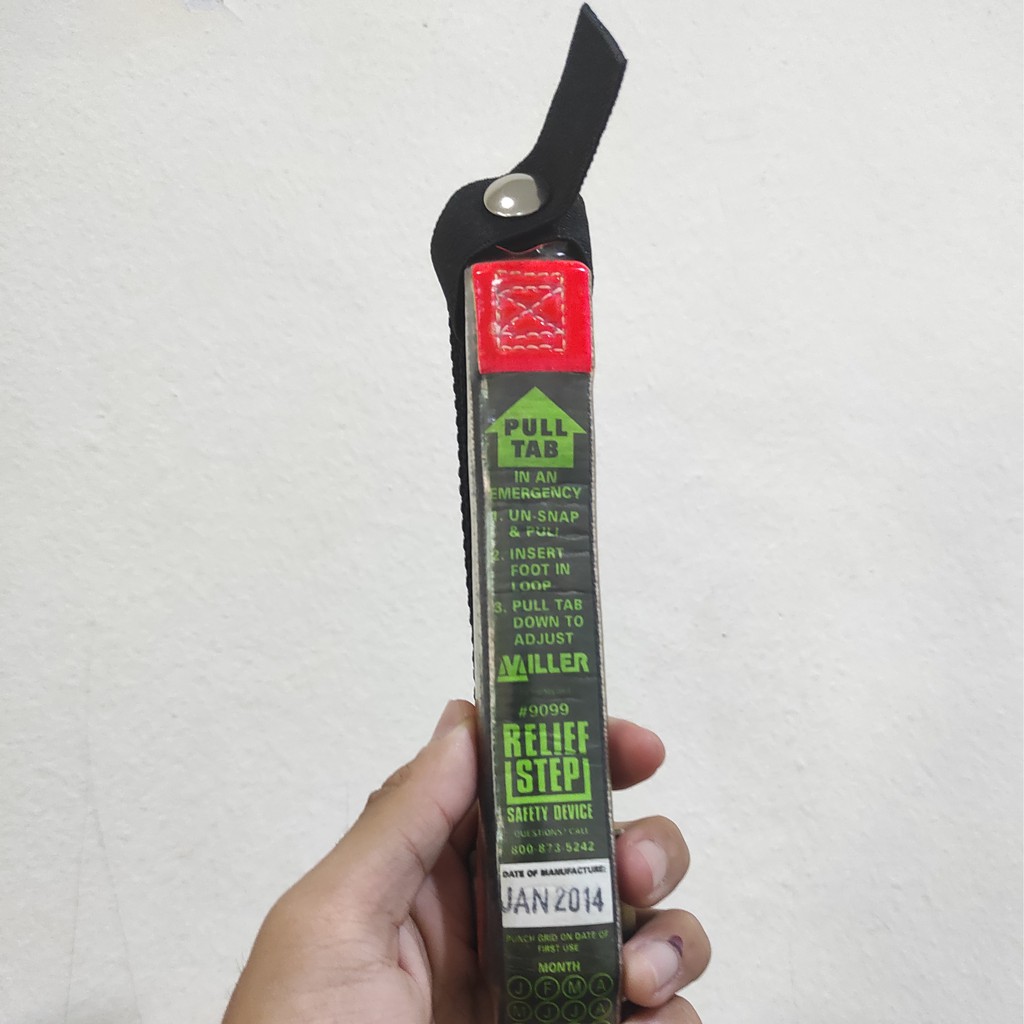 PULL
TAB
IN AN
EMERGENCY
1. UN-SNAP
& PULL
2. INSERT
FOOT IN
LOOP
3. PULL TAB
DOWN TO
ADJUST
MILLER
#9099
RELIEF
STEP
SAFETY DEVICE
QUESTIONS? CALL
800-873-5242
DATE OF MANUFACTURE:
JAN 2014
PUNCH GRID ON DATE OF
FIRST USE
MONTH
J F M A
M J J A